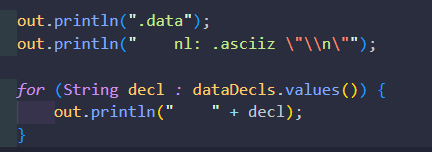 out.println(".data");
out.println("    nl: .asciiz \"\\n\"");
for (String decl : dataDecls.values()) {
    out.println("    " + decl);
}